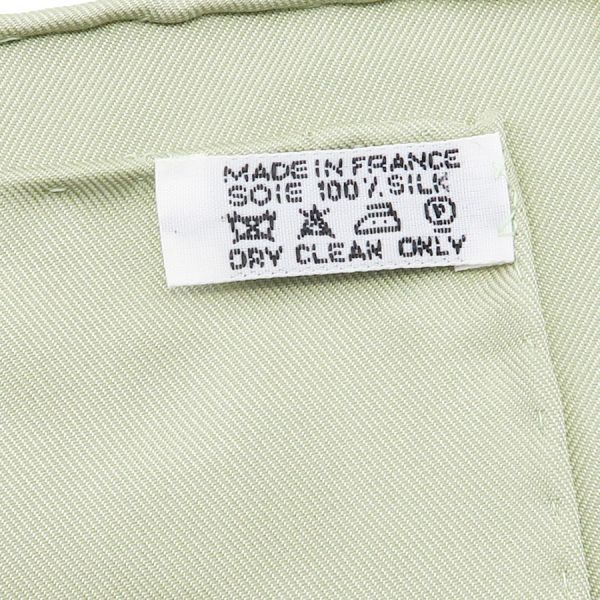 MADE IN FRANCE
SOIE 100% SILK
DRY CLEAN ONLY